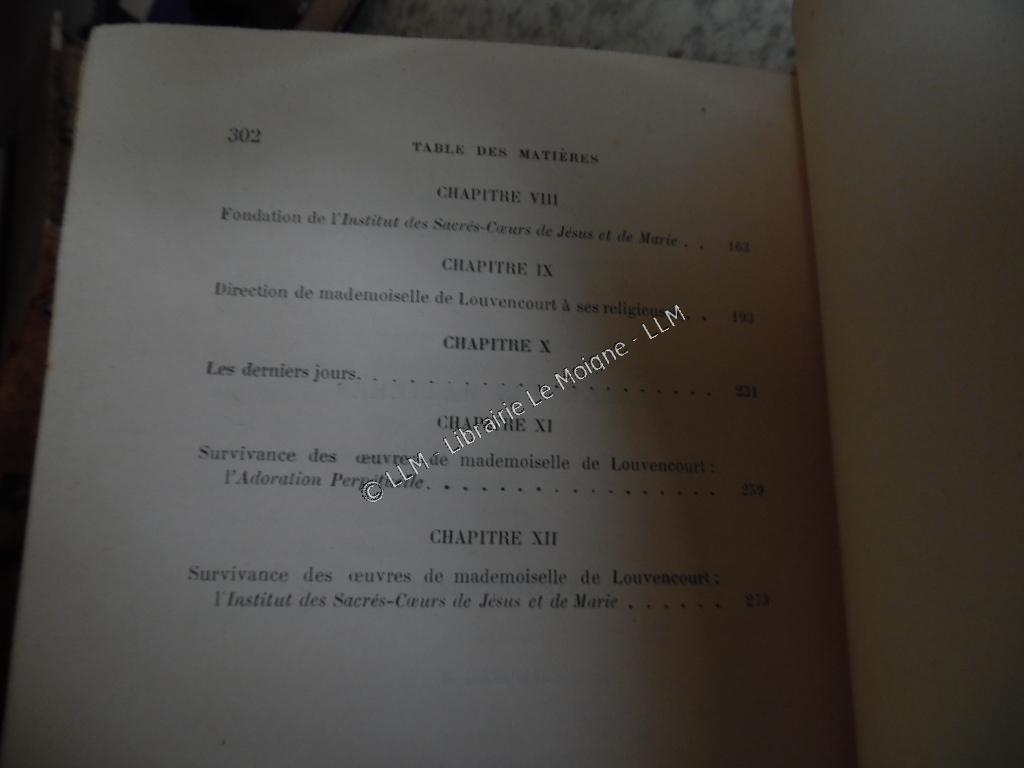 302
TABLE DES MATIÈRES
CHAPITRE VIII
Fondation de l'Institut des Sacrés-Cœurs de Jésus et de Marie . . 163
CHAPITRE IX
Direction de mademoiselle de Louvencourt à ses religieuses . . 193
CHAPITRE X
Les derniers jours. . . . . . . . . . . . . . . . . . . . . 231
CHAPITRE XI
Survivance des œuvres de mademoiselle de Louvencourt :
l'Adoration Perpétuelle. . . . . . . . . . . . . . . . . . 259
CHAPITRE XII
Survivance des œuvres de mademoiselle de Louvencourt :
l'Institut des Sacrés-Cœurs de Jésus et de Marie . . . . . . 273
© LLM - Librairie Le Moigne - LLM